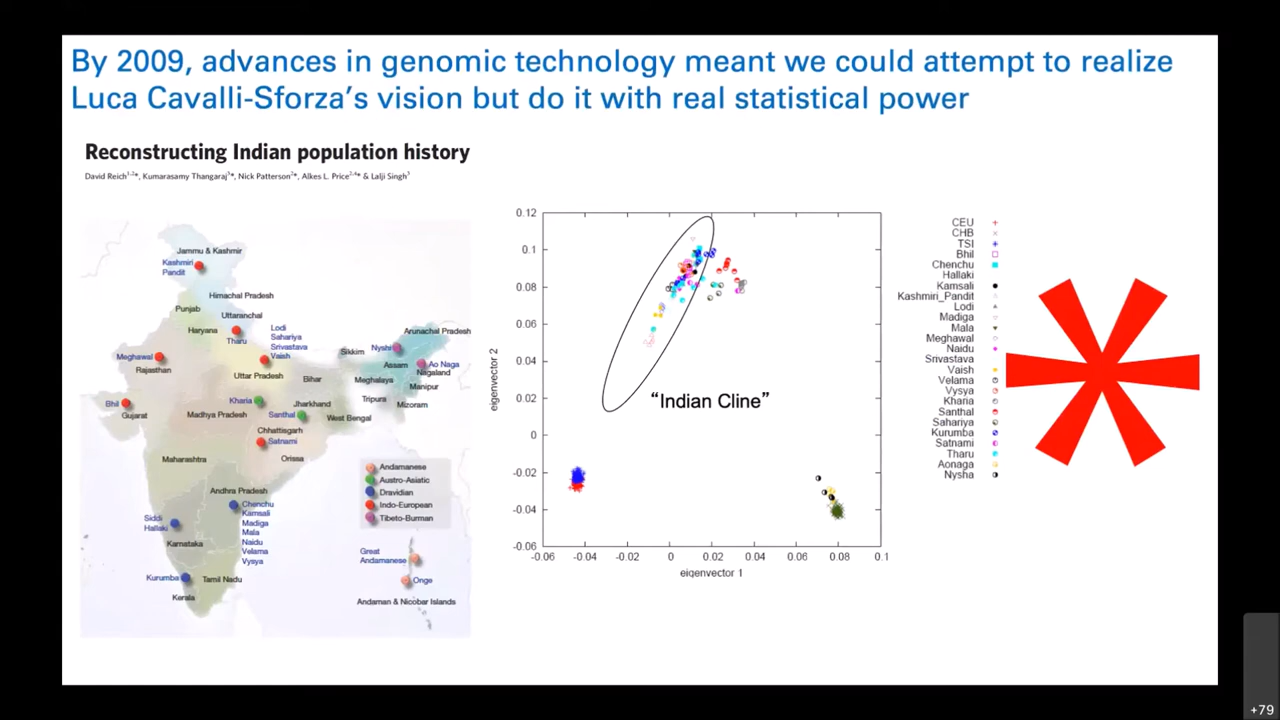 By 2009, advances in genomic technology meant we could attempt to realize
Luca Cavalli-Sforza's vision but do it with real statistical power
Reconstructing Indian population history
David Reich1,2*, Kumarasamy Thangaraj3*, Nick Patterson2*, Alkes L. Price2,4* & Lalji Singh3
Jammu & Kashmir
Kashmiri
Pandit
Himachal Pradesh
Punjab
Uttaranchal
Haryana
Tharu
Lodi
Sahariya
Srivastava
Vaish
Meghawal
Rajasthan
Uttar Pradesh
Sikkim
Nyshi
Arunachal Pradesh
Assam
Ao Naga
Nagaland
Meghalaya
Manipur
Bihar
Tripura
Mizoram
Bhil
Gujarat
Kharia
Madhya Pradesh
Santhal
Jharkhand
West Bengal
Chhattisgarh
Satnami
Orissa
Maharashtra
Andhra Pradesh
Chenchu
Kamsali
Madiga
Mala
Naidu
Velama
Vysya
Siddi
Hallaki
Karnataka
Kurumba
Tamil Nadu
Kerala
Andamanese
Austro-Asiatic
Dravidian
Indo-European
Tibeto-Burman
Great
Andamanese
Onge
Andaman & Nicobar Islands
0.12
0.1
0.08
0.06
0.04
0.02
0
-0.02
-0.04
-0.06
eigenvector 2
"Indian Cline"
-0.06
-0.04
-0.02
0
0.02
0.04
0.06
0.08
0.1
eigenvector 1
CEU
CHB
TSI
Bhil
Chenchu
Hallaki
Kamsali
Kashmiri_Pandit
Lodi
Madiga
Mala
Meghawal
Naidu
Srivastava
Vaish
Velama
Vysya
Kharia
Santhal
Sahariya
Kurumba
Satnami
Tharu
Aonaga
Nysha
+79